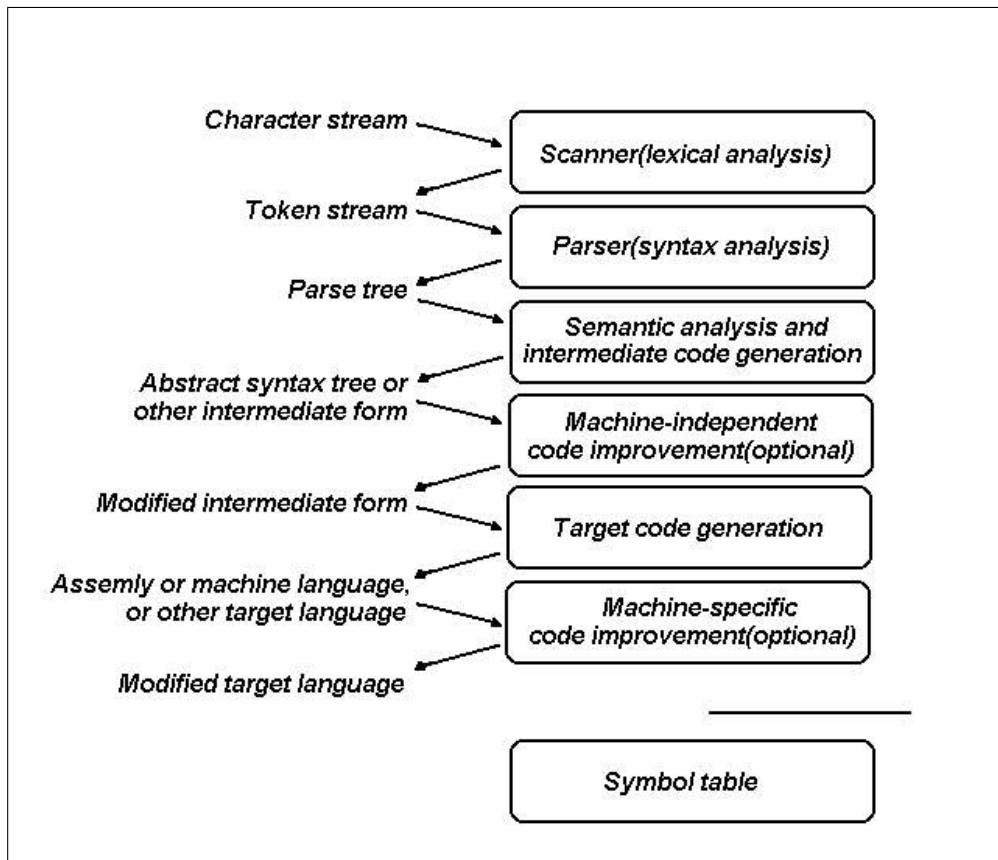 Character stream
Scanner(lexical analysis)
Token stream
Parser(syntax analysis)
Parse tree
Semantic analysis and
intermediate code generation
Abstract syntax tree or
other intermediate form
Machine-independent
code improvement(optional)
Modified intermediate form
Target code generation
Assemly or machine language,
or other target language
Machine-specific
code improvement(optional)
Modified target language
Symbol table